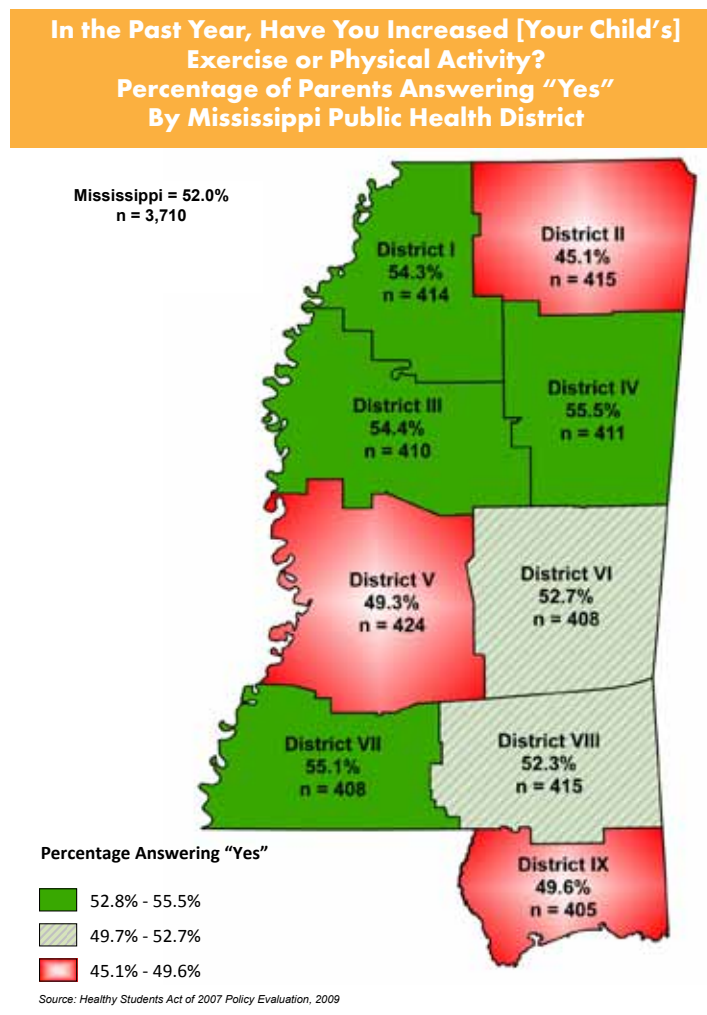 In the Past Year, Have You Increased [Your Child's]
Exercise or Physical Activity?
Percentage of Parents Answering “Yes”
By Mississippi Public Health District
Mississippi = 52.0%
n = 3,710
District I
54.3%
n = 414
District II
45.1%
n = 415
District III
54.4%
n = 410
District IV
55.5%
n = 411
District V
49.3%
n = 424
District VI
52.7%
n = 408
District VII
55.1%
n = 408
District VIII
52.3%
n = 415
District IX
49.6%
n = 405
Percentage Answering “Yes”
52.8% - 55.5%
49.7% - 52.7%
45.1% - 49.6%
Source: Healthy Students Act of 2007 Policy Evaluation, 2009